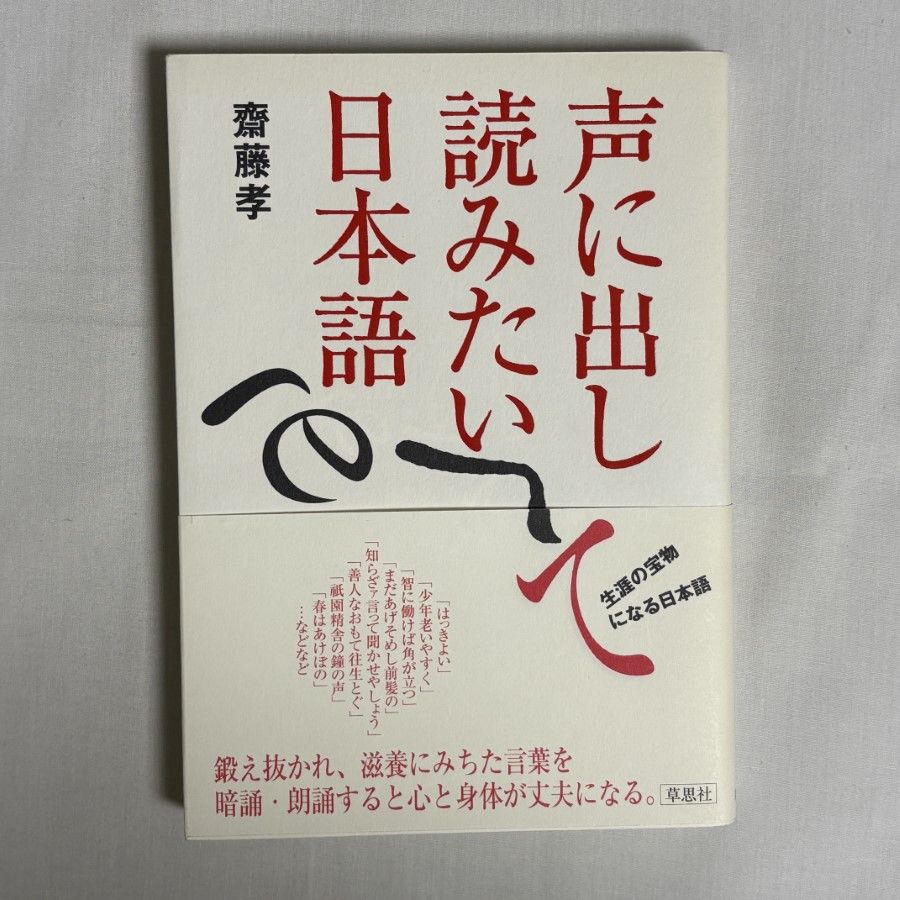 声に出して
読みたい
日本語
齋藤孝
生涯の宝物
になる日本語
「はっきよい」
「少年老いやすく」
「智に働けば角が立つ」
「まだあげそめし前髪の」
「知らざァ言って聞かせやしょう」
「善人なおもて往生とぐ」
「祇園精舎の鐘の声」
「春はあけぼの」
…などなど
鍛え抜かれ、滋養にみちた言葉を
暗誦・朗誦すると心と身体が丈夫になる。
草思社